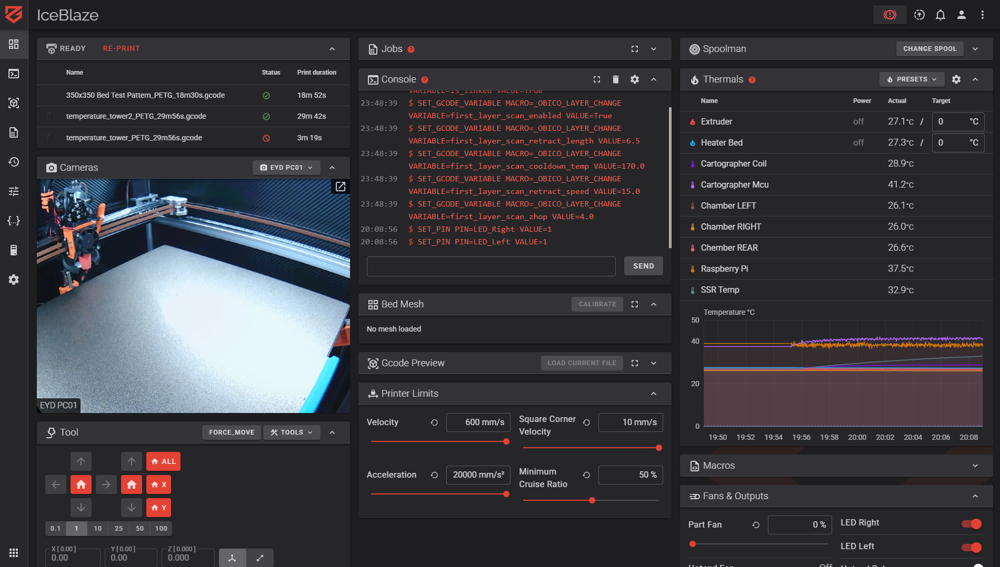 IceBlaze
READY
RE-PRINT
Name
Status
Print duration
350x350 Bed Test Pattern_PETG_18m30s.gcode
18m 52s
temperature_tower2_PETG_29m56s.gcode
29m 42s
temperature_tower_PETG_29m56s.gcode
3m 19s
Cameras
EYD PC01
EYD PC01
Tool
FORCE_MOVE
TOOLS
ALL
X
Y
0.1
1
10
25
50
100
X [ 0.00 ]
0.00
Y [ 0.00 ]
0.00
Z [ 0.000 ]
0.000
Jobs
Console
VARIABLE=is_linked VALUE=True
23:48:39 $ SET_GCODE_VARIABLE MACRO=_OBICO_LAYER_CHANGE
VARIABLE=first_layer_scan_enabled VALUE=True
23:48:39 $ SET_GCODE_VARIABLE MACRO=_OBICO_LAYER_CHANGE
VARIABLE=first_layer_scan_retract_length VALUE=6.5
23:48:39 $ SET_GCODE_VARIABLE MACRO=_OBICO_LAYER_CHANGE
VARIABLE=first_layer_scan_cooldown_temp VALUE=170.0
23:48:39 $ SET_GCODE_VARIABLE MACRO=_OBICO_LAYER_CHANGE
VARIABLE=first_layer_scan_retract_speed VALUE=15.0
23:48:39 $ SET_GCODE_VARIABLE MACRO=_OBICO_LAYER_CHANGE
VARIABLE=first_layer_scan_zhop VALUE=4.0
20:08:56 $ SET_PIN PIN=LED_Right VALUE=1
20:08:56 $ SET_PIN PIN=LED_Left VALUE=1
SEND
Bed Mesh
CALIBRATE
No mesh loaded
Gcode Preview
LOAD CURRENT FILE
Printer Limits
Velocity
600 mm/s
Square Corner
Velocity
10 mm/s
Acceleration
20000 mm/s²
Minimum
Cruise Ratio
50 %
Spoolman
CHANGE SPOOL
Thermals
PRESETS
Name
Power
Actual
Target
Extruder off 27.1°C / 0 °C
Heater Bed off 27.3°C / 0 °C
Cartographer Coil 28.9°C
Cartographer Mcu 41.2°C
Chamber LEFT 26.1°C
Chamber RIGHT 26.0°C
Chember REAR 26.6°C
Raspberry Pi 37.5°C
SSR Temp 32.9°C
Temperature °C
50
40
20
0
19:50 19:52 19:54 19:56 19:58 20:00 20:02 20:04 20:06 20:08
Macros
Fans & Outputs
Part Fan
0 %
LED Right
LED Left
Hotend Fan
Off